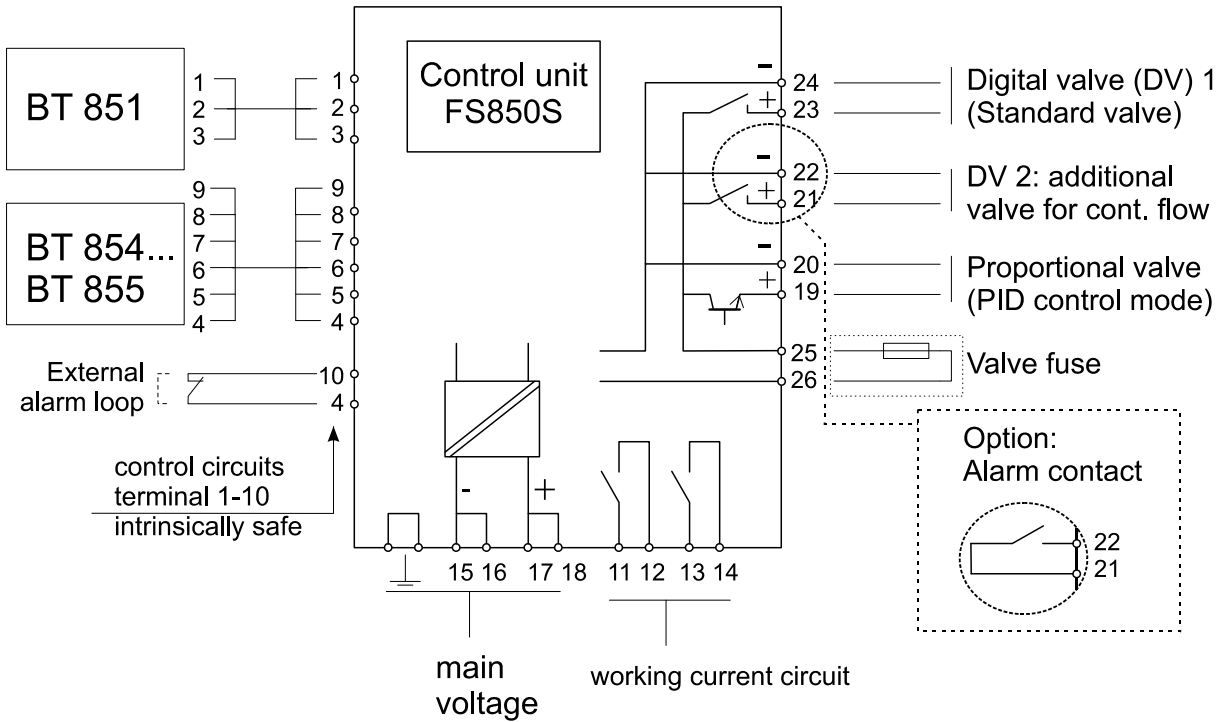 BT 851
1
2
3
1
2
3
Control unit
FS850S
BT 854...
BT 855
9
8
7
6
5
4
9
8
7
6
5
4
External
alarm loop
10
4
control circuits
terminal 1-10
intrinsically safe
- 24
+ 23
Digital valve (DV) 1
(Standard valve)
- 22
+ 21
DV 2: additional
valve for cont. flow
- 20
+ 19
Proportional valve
(PID control mode)
25
26
Valve fuse
Option:
Alarm contact
22
21
- +
15 16 17 18 11 12 13 14
main
voltage
working current circuit